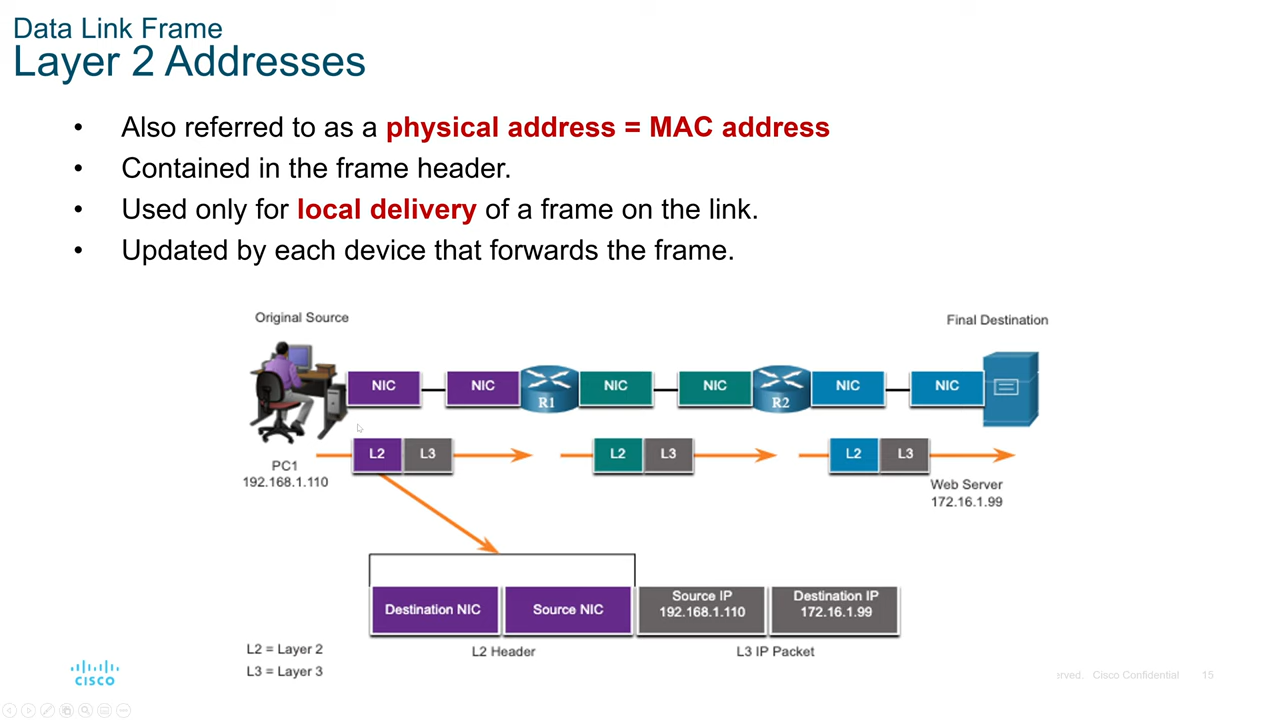 Data Link Frame
Layer 2 Addresses
• Also referred to as a physical address = MAC address
• Contained in the frame header.
• Used only for local delivery of a frame on the link.
• Updated by each device that forwards the frame.
Original Source
Final Destination
NIC NIC R1 NIC NIC R2 NIC NIC
L2 L3 L2 L3 L2 L3
PC1
192.168.1.110
Web Server
172.16.1.99
Destination NIC Source NIC Source IP
192.168.1.110 Destination IP
172.16.1.99
L2 = Layer 2
L3 = Layer 3
L2 Header L3 IP Packet
CISCO
erved. Cisco Confidential 15